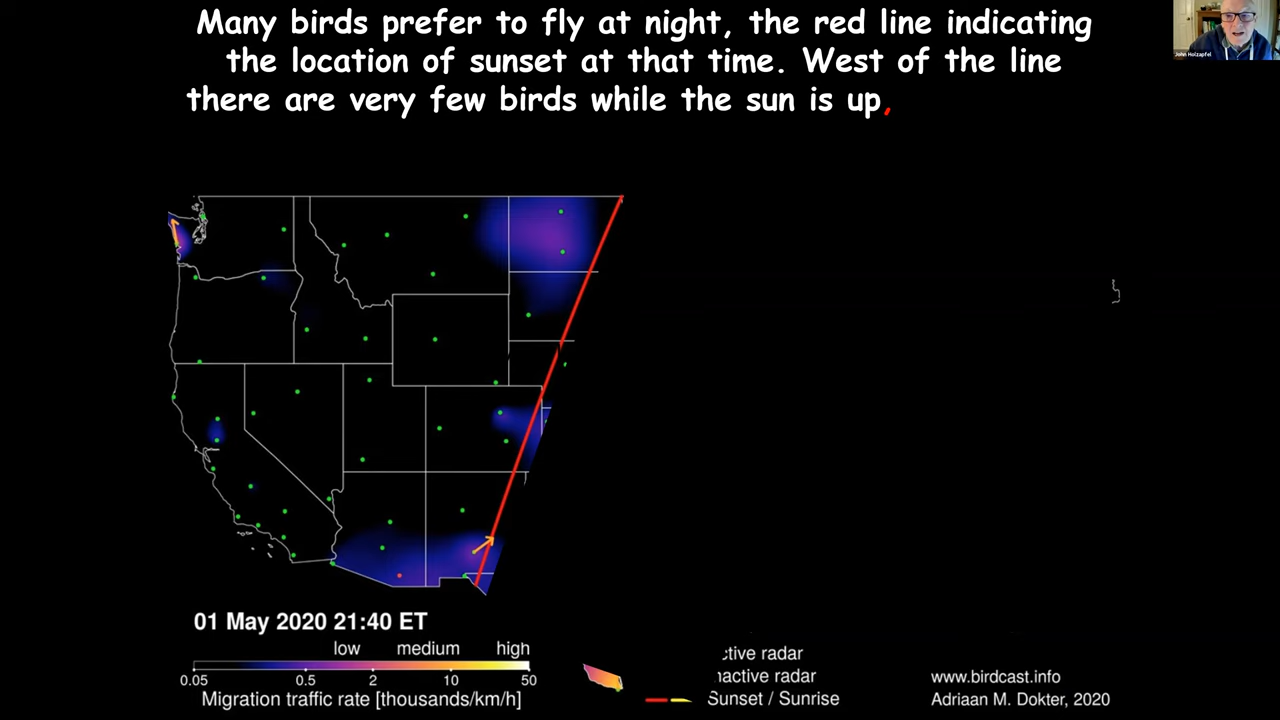 Many birds prefer to fly at night, the red line indicating
the location of sunset at that time. West of the line
there are very few birds while the sun is up,
John Holzapfel
01 May 2020 21:40 ET
low medium high
0.05 0.5 2 10 50
Migration traffic rate [thousands/km/h]
ctive radar
nactive radar
Sunset / Sunrise
www.birdcast.info
Adriaan M. Dokter, 2020